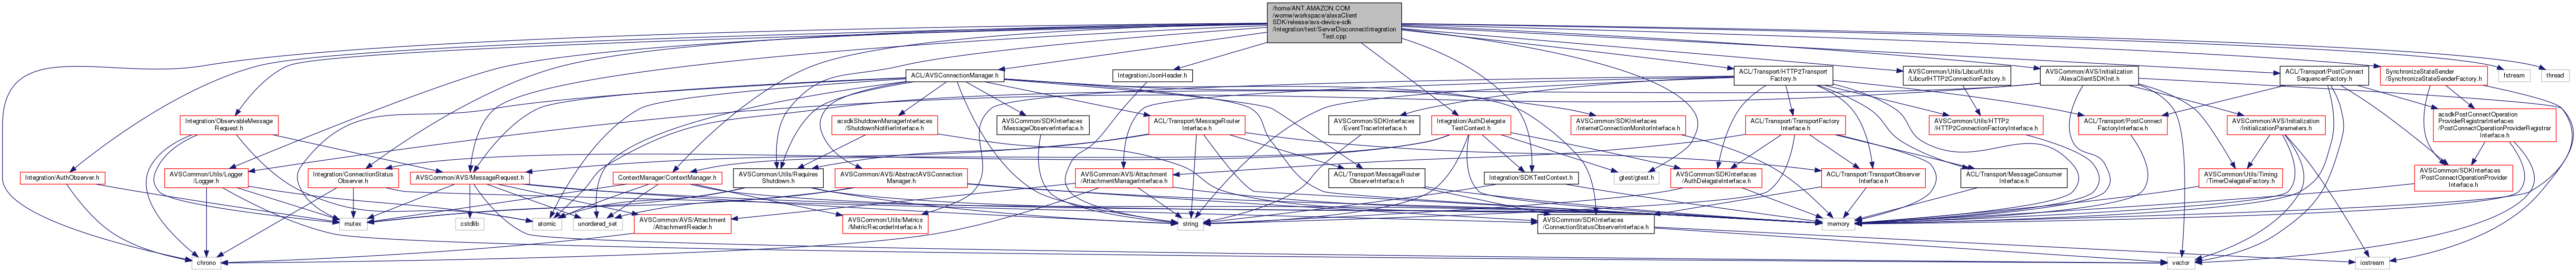 /home/ANT.AMAZON.COM
/womw/workspace/alexaClient
SDK/release/avs-device-sdk
/Integration/test/ServerDisconnectIntegration
Test.cpp
ACL/AVSConnectionManager.h
Integration/JsonHeader.h
ACL/Transport/HTTP2Transport
Factory.h
AVSCommon/Utils/LibcurlUtils
/LibcurlHTTP2ConnectionFactory.h
AVSCommon/AVS/Initialization
/AlexaClientSDKInit.h
ACL/Transport/PostConnect
SequencerFactory.h
SynchronizeStateSender
/SynchronizeStateSenderFactory.h
fstream
thread
Integration/ObservableMessage
Request.h
acsdkShutdownManagerInterfaces
/ShutdownNotifierInterface.h
AVSCommon/SDKInterfaces
/MessageObserverInterface.h
ACL/Transport/MessageRouter
Interface.h
AVSCommon/SDKInterfaces
/InternetConnectionMonitorInterface.h
AVSCommon/SDKInterfaces
/EventTracerInterface.h
Integration/AuthDelegate
TestContext.h
ACL/Transport/TransportFactory
Interface.h
AVSCommon/Utils/HTTP2
/HTTP2ConnectionFactoryInterface.h
ACL/Transport/PostConnect
FactoryInterface.h
AVSCommon/AVS/Initialization
/InitializationParameters.h
acsdkPostConnectOperation
ProviderRegistrarInterfaces
/PostConnectOperationProviderRegistrar
Interface.h
Integration/AuthObserver.h
AVSCommon/Utils/Logger
/Logger.h
Integration/ConnectionStatus
Observer.h
AVSCommon/AVS/MessageRequest.h
ContextManager/ContextManager.h
AVSCommon/Utils/Requires
Shutdown.h
AVSCommon/AVS/AbstractAVSConnection
Manager.h
AVSCommon/AVS/Attachment
/AttachmentManagerInterface.h
ACL/Transport/MessageRouter
ObserverInterface.h
Integration/SDKTestContext.h
gtest/gtest.h
AVSCommon/SDKInterfaces
/AuthDelegateInterface.h
ACL/Transport/TransportObserver
Interface.h
ACL/Transport/MessageConsumer
Interface.h
AVSCommon/Utils/Timing
/TimerDelegateFactory.h
AVSCommon/SDKInterfaces
/PostConnectOperationProvider
Interface.h
mutex
cstdlib
atomic
unordered_set
AVSCommon/AVS/Attachment
/AttachmentReader.h
AVSCommon/Utils/Metrics
/MetricRecorderInterface.h
string
AVSCommon/SDKInterfaces
/ConnectionStatusObserverInterface.h
memory
chrono
vector
iostream